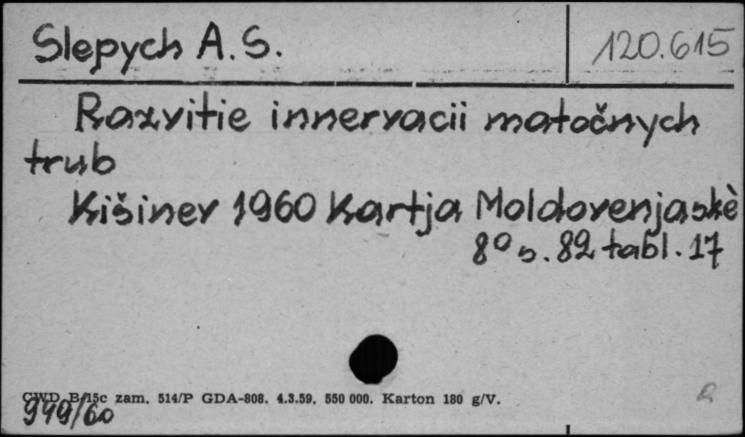 Slepych A.S.
120.615
Razvitie innervacii matočnych
trub
Kišinev 1960 Kartja Moldovenjaskè
8° s. 82 tabl. 17
CWD B/15c zam. 514/P GDA-808. 4.3.59. 550 000. Karton 180 g/V.
949/60